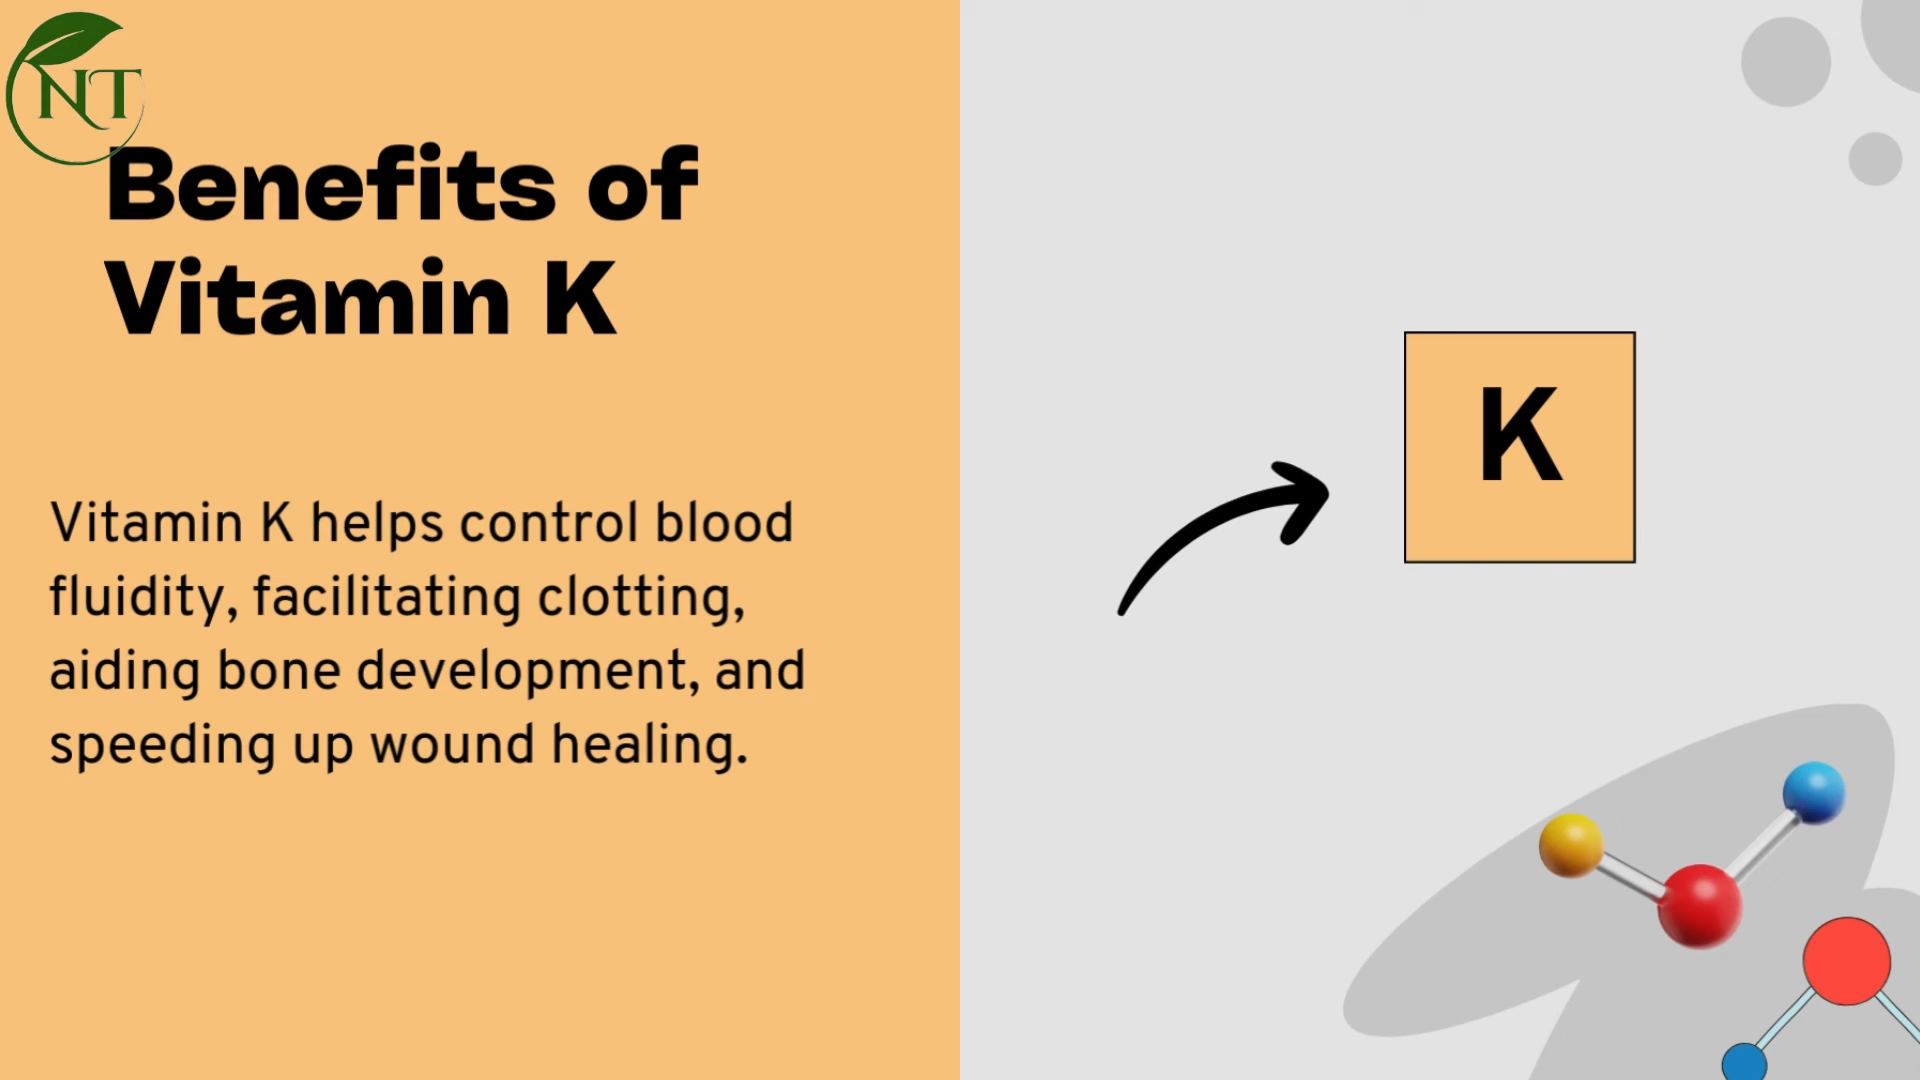 NT
Benefits of
Vitamin K
Vitamin K helps control blood
fluidity, facilitating clotting,
aiding bone development, and
speeding up wound healing.
K